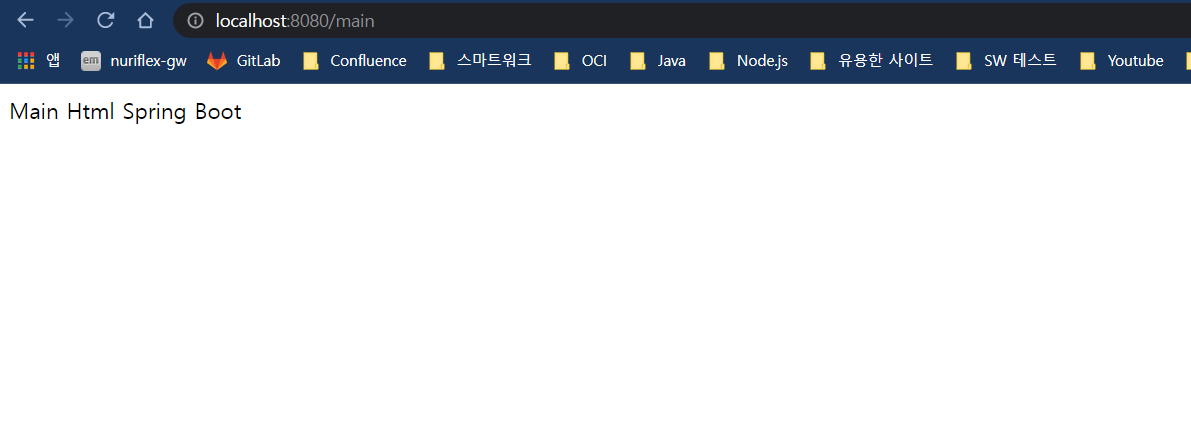 localhost:8080/main
앱 em nuriflex-gw GitLab Confluence 스마트워크 OCI Java Node.js 유용한 사이트 SW 테스트 Youtube
Main Html Spring Boot